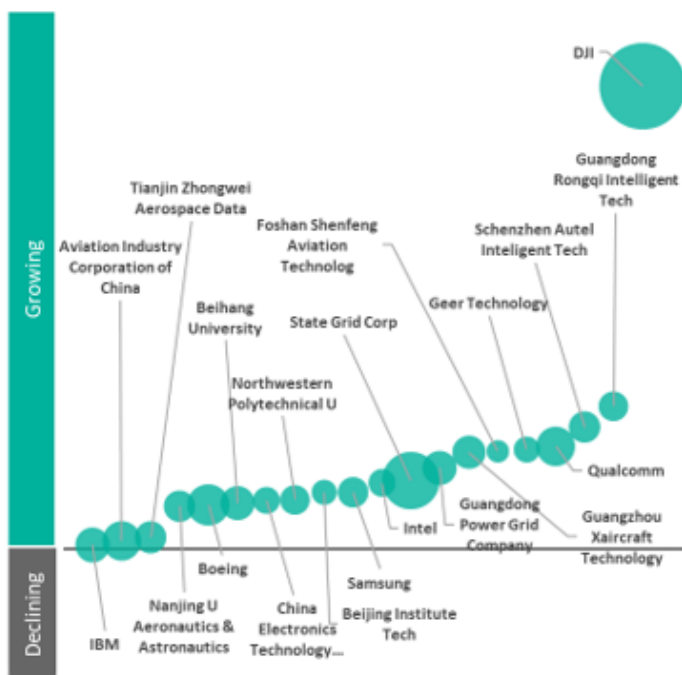 Growing
Declining
DJI
Guangdong
Rongqi Intelligent
Tech
Tianjin Zhongwei
Aerospace Data
Foshan Shenfeng
Aviation
Technolog
Schenzhen Autel
Inteligent Tech
Aviation Industry
Corporation of
China
Beihang
University
State Grid Corp
Geer Technology
Northwestern
Polytechnical U
Qualcomm
Intel
Guangdong
Power Grid
Company
Guangzhou
Xaircraft
Technology
Boeing
Samsung
IBM
Nanjing U
Aeronautics &
Astronautics
China
Electronics
Technology....
Beijing Institute
Tech